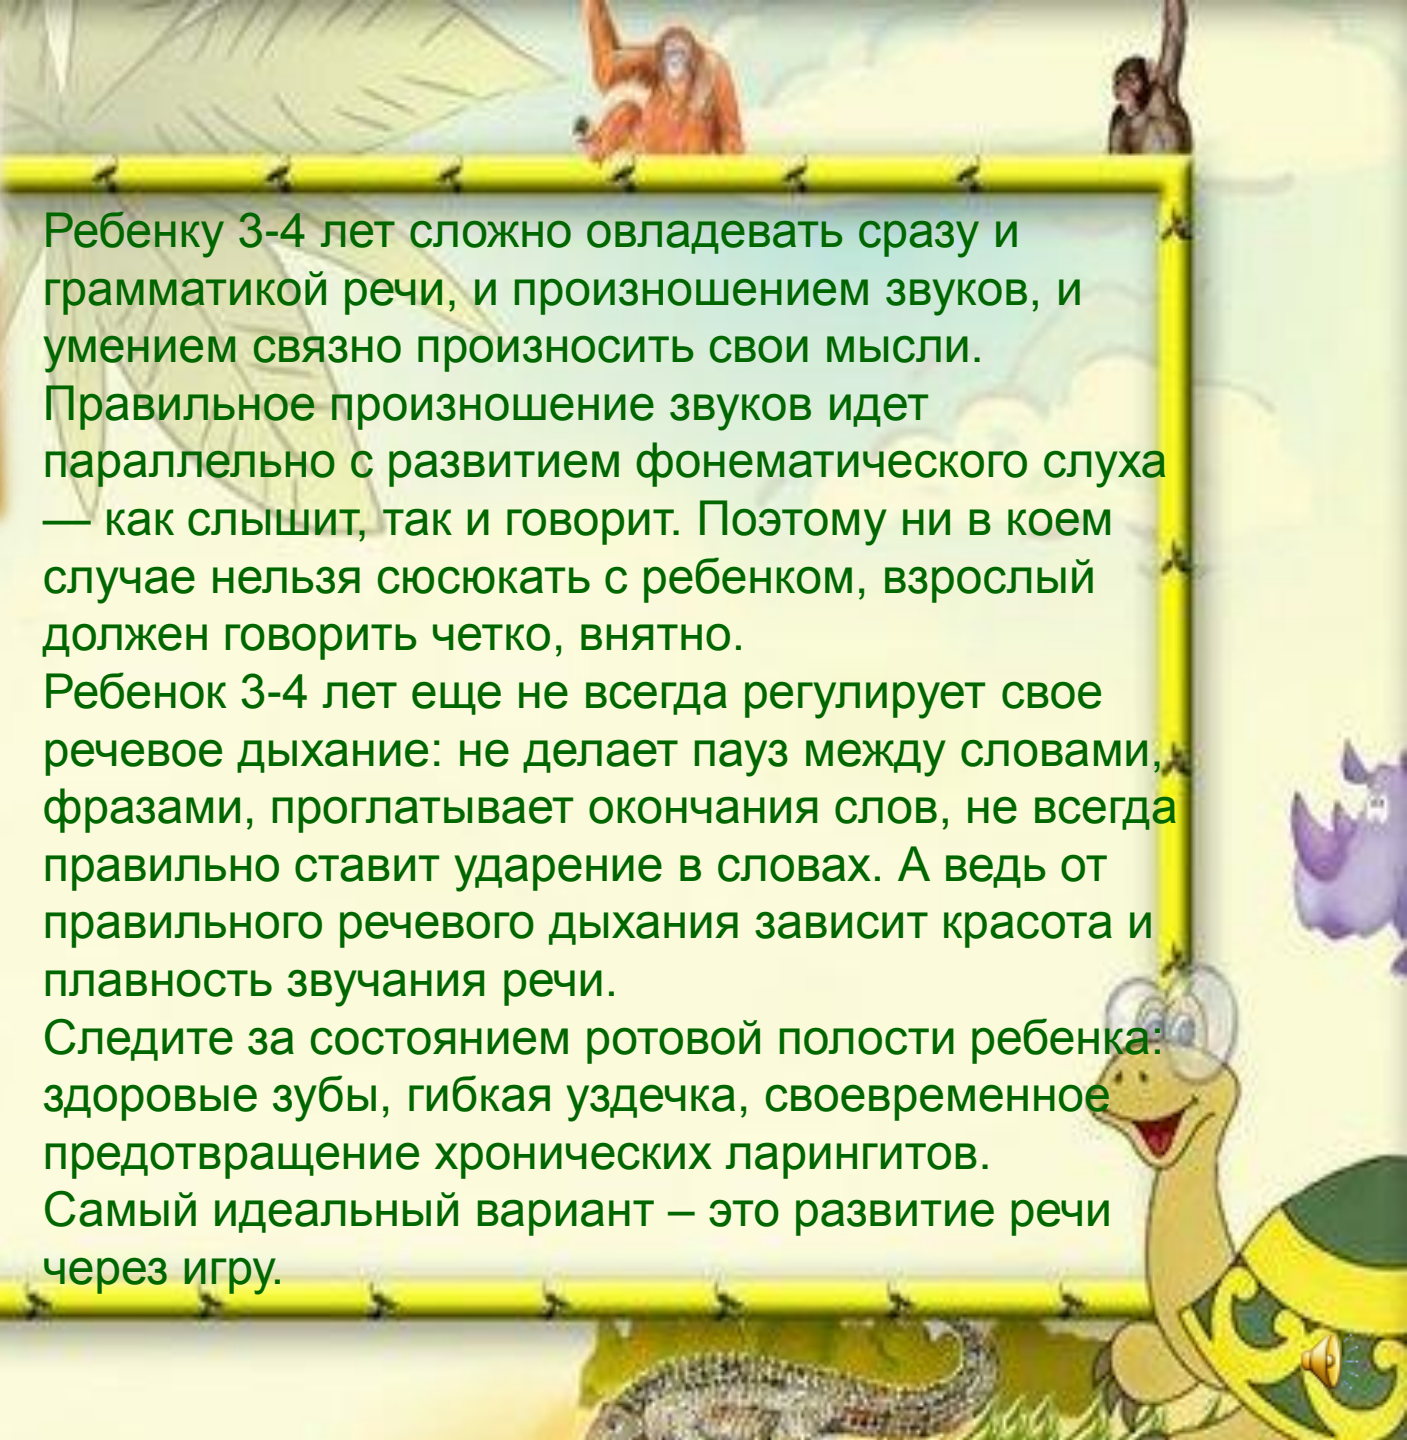 Ребенку 3-4 лет сложно овладевать сразу и
грамматикой речи, и произношением звуков, и
умением связно произносить свои мысли.
Правильное произношение звуков идет
параллельно с развитием фонематического слуха
— как слышит, так и говорит. Поэтому ни в коем
случае нельзя сюсюкать с ребенком, взрослый
должен говорить четко, внятно.
Ребенок 3-4 лет еще не всегда регулирует свое
речевое дыхание: не делает пауз между словами,
фразами, проглатывает окончания слов, не всегда
правильно ставит ударение в словах. А ведь от
правильного речевого дыхания зависит красота и
плавность звучания речи.
Следите за состоянием ротовой полости ребенка:
здоровые зубы, гибкая уздечка, своевременное
предотвращение хронических ларингитов.
Самый идеальный вариант – это развитие речи
через игру.